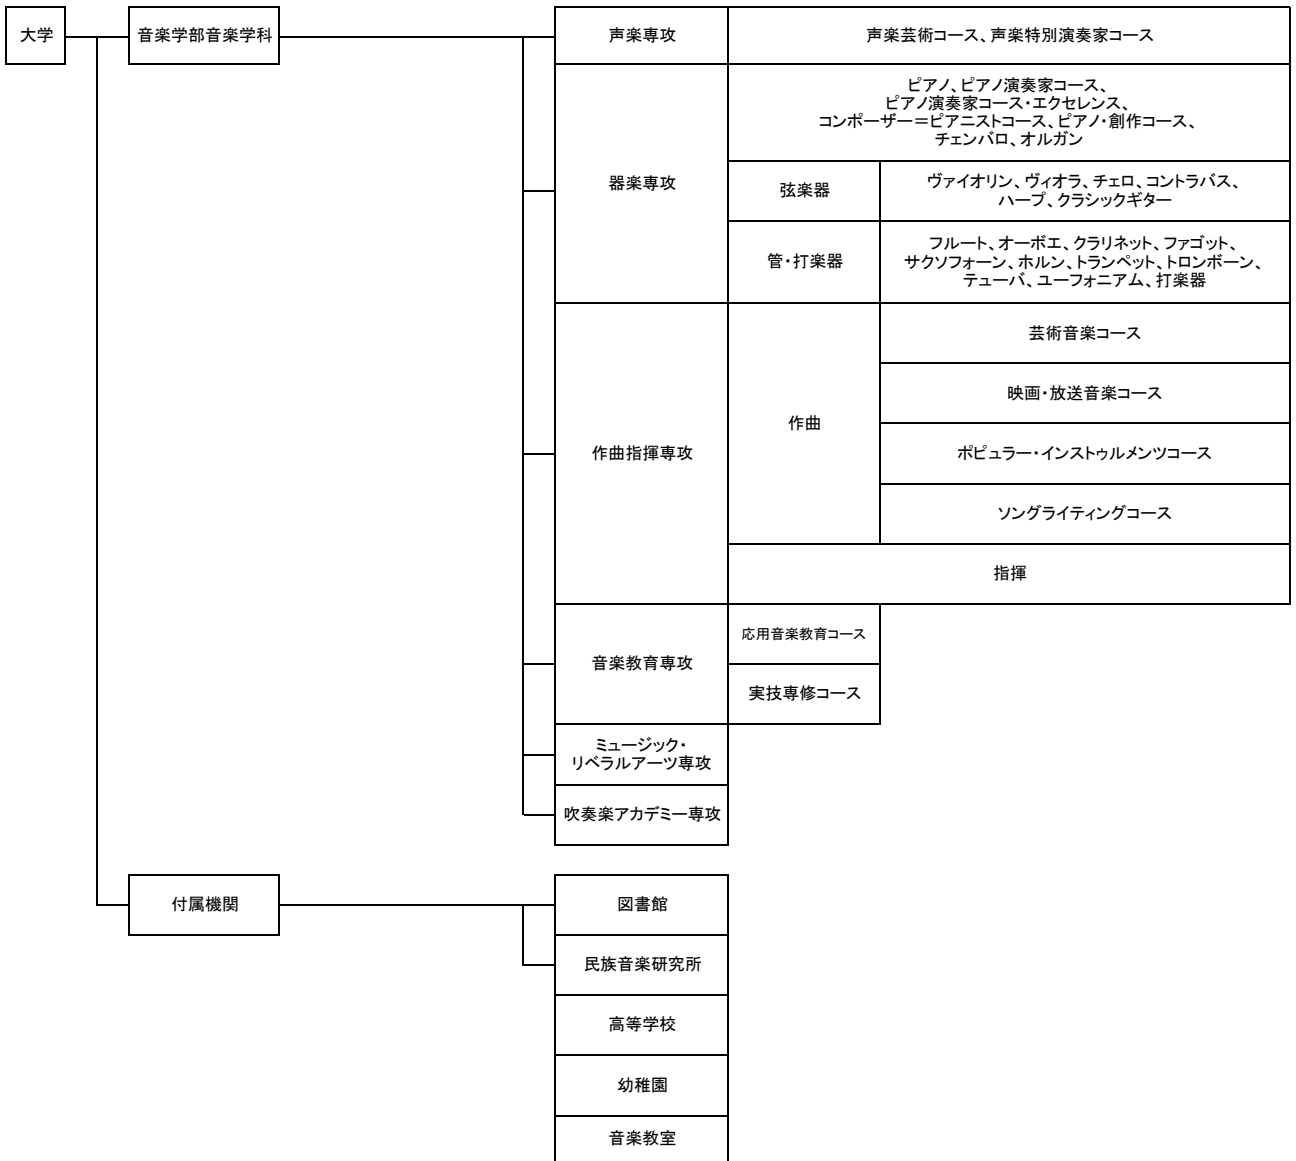 大学
音楽学部音楽学科
声楽専攻
声楽芸術コース、声楽特別演奏家コース
器楽専攻
ピアノ、ピアノ演奏家コース、
ピアノ演奏家コース・エクセレンス、
コンポーザー＝ピアニストコース、ピアノ・創作コース、
チェンバロ、オルガン
弦楽器
ヴァイオリン、ヴィオラ、チェロ、コントラバス、
ハープ、クラシックギター
管・打楽器
フルート、オーボエ、クラリネット、ファゴット、
サクソフォーン、ホルン、トランペット、トロンボーン、
テューバ、ユーフォニアム、打楽器
作曲指揮専攻
作曲
芸術音楽コース
映画・放送音楽コース
ポピュラー・インストゥルメンツコース
ソングライティングコース
指揮
音楽教育専攻
応用音楽教育コース
実技専修コース
ミュージック・
リベラルアーツ専攻
吹奏楽アカデミー専攻
付属機関
図書館
民族音楽研究所
高等学校
幼稚園
音楽教室